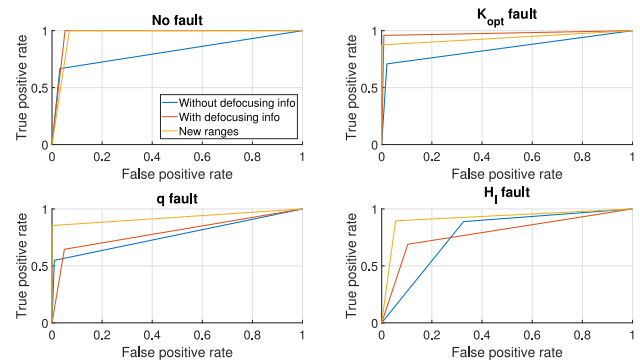 No fault
True positive rate
1
0.5
0
Without defocusing info
With defocusing info
New ranges
0 0.2 0.4 0.6 0.8 1
False positive rate
K_opt fault
True positive rate
1
0.5
0
0 0.2 0.4 0.6 0.8 1
False positive rate
q fault
True positive rate
1
0.5
0
0 0.2 0.4 0.6 0.8 1
False positive rate
H_l fault
True positive rate
1
0.5
0
0 0.2 0.4 0.6 0.8 1
False positive rate